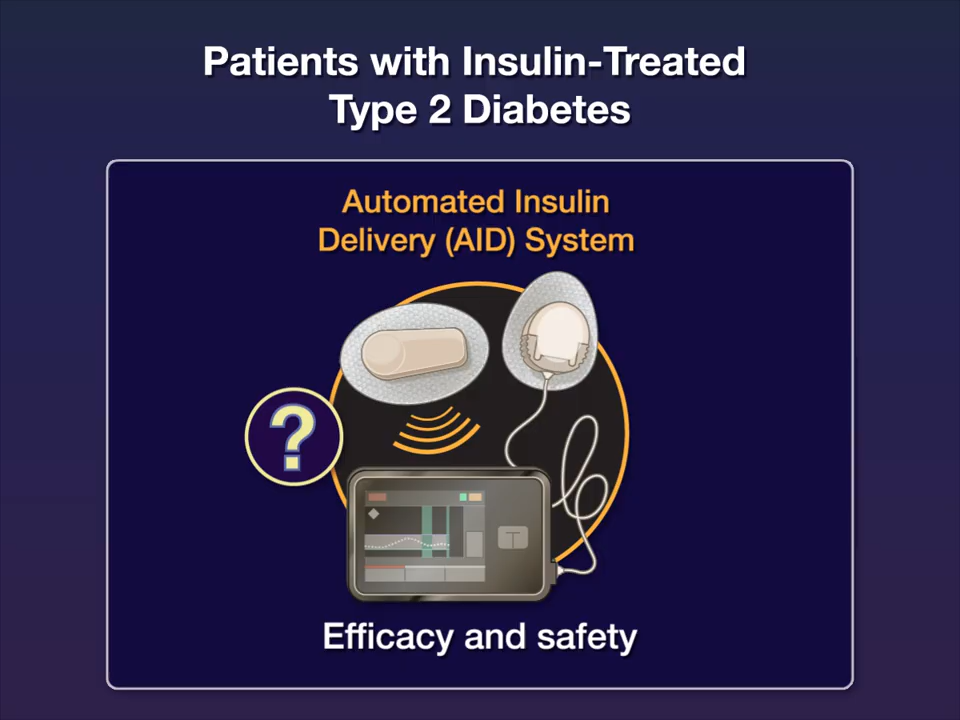 Patients with Insulin-Treated
Type 2 Diabetes
Automated Insulin
Delivery (AID) System
?
T
Efficacy and safety